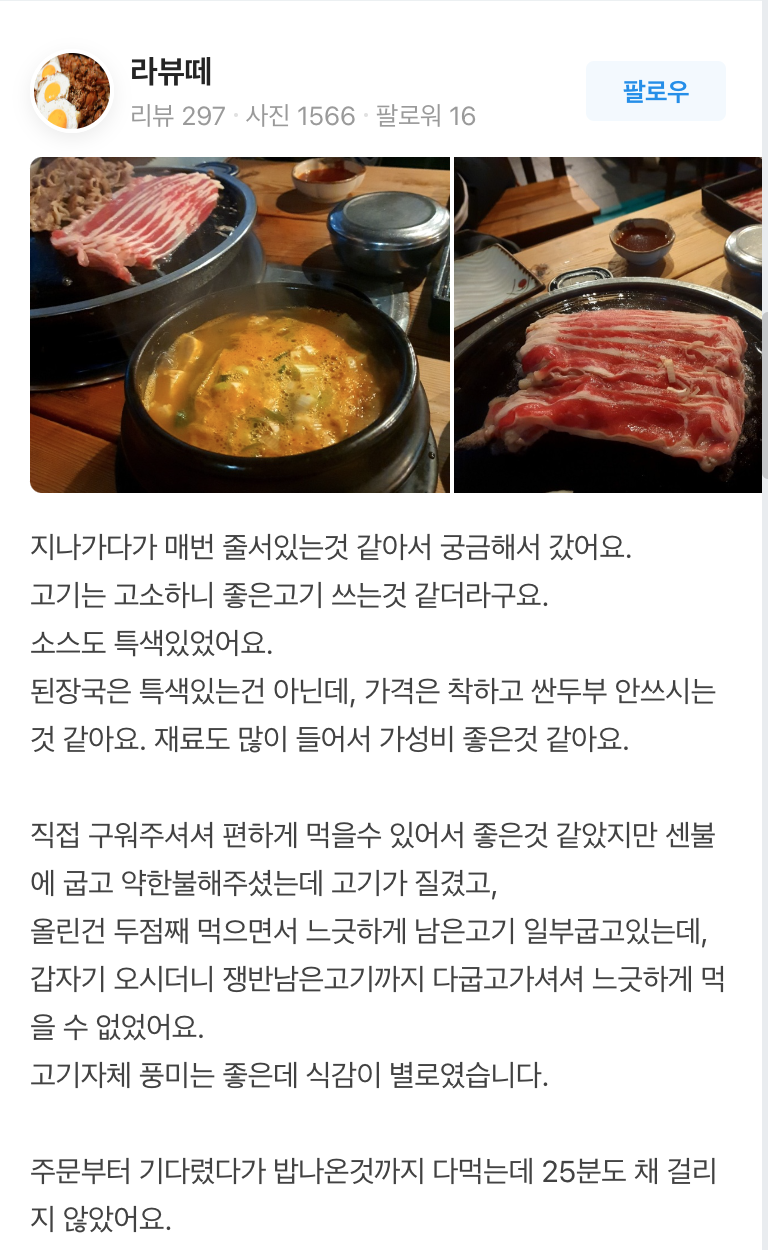 라뷰떼
리뷰 297 · 사진 1566 · 팔로워 16
팔로우
지나가다가 매번 줄서있는것 같아서 궁금해서 갔어요.
고기는 고소하니 좋은고기 쓰는것 같더라구요.
소스도 특색있었어요.
된장국은 특색있는건 아닌데, 가격은 착하고 싼두부 안쓰시는
것 같아요. 재료도 많이 들어서 가성비 좋은것 같아요.
직접 구워주셔셔 편하게 먹을수 있어서 좋은것 같았지만 센불
에 굽고 약한불해주셨는데 고기가 질겼고,
올린건 두점째 먹으면서 느긋하게 남은고기 일부굽고있는데,
갑자기 오시더니 쟁반남은고기까지 다굽고가셔셔 느긋하게 먹
을 수 없었어요.
고기자체 풍미는 좋은데 식감이 별로였습니다.
주문부터 기다렸다가 밥나온것까지 다먹는데 25분도 채 걸리
지 않았어요.